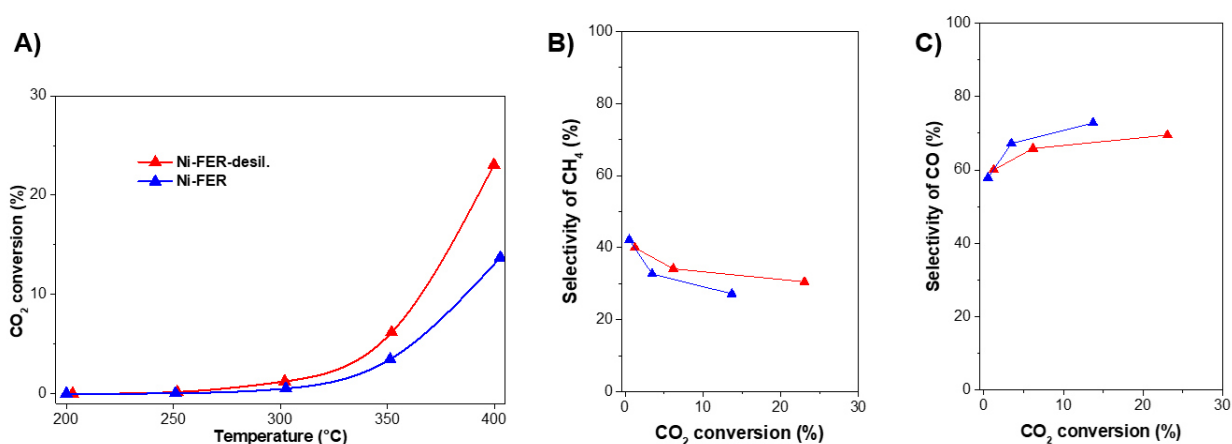 A)
CO2 conversion (%)
30
20
10
0
200
250
300
350
400
Temperature (°C)
Ni-FER-desil.
Ni-FER
B)
Selectivity of CH4 (%)
100
80
60
40
20
0
0
10
20
30
CO2 conversion (%)
C)
Selectivity of CO (%)
100
80
60
40
20
0
0
10
20
30
CO2 conversion (%)